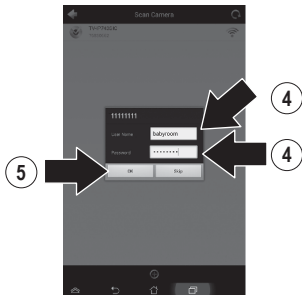 Scan Camera
11111111
User Name babyroom
Password ········
OK Skip
4
4
5